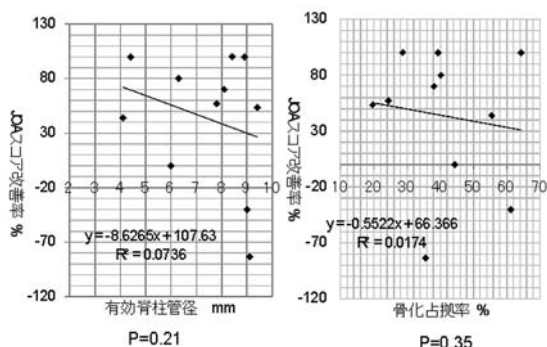 130
80
30
-20
-70
-120
2 3 4 5 6 7 8 9 10
JOAスコア改善率 %
y=-8.6265x+107.63
R²=0.0736
有効脊柱管径 mm
P=0.21
130
80
30
-20
-70
-120
10 20 30 40 50 60 70
JOAスコア改善率 %
y=-0.5522x+66.366
R²=0.0174
骨化占拠率 %
P=0.35